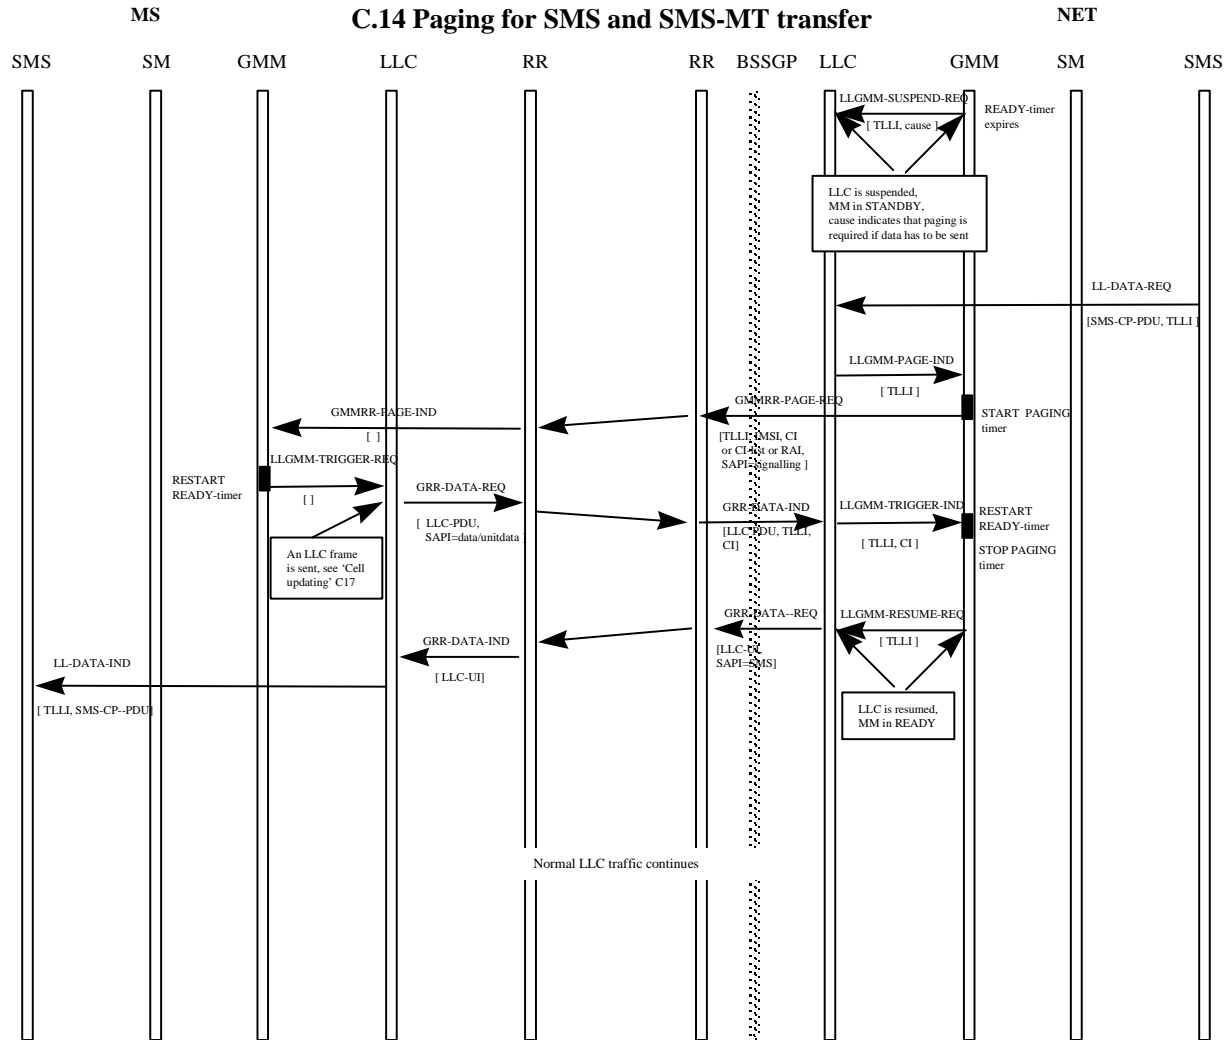 MS
C.14 Paging for SMS and SMS-MT transfer
NET
SMS SM GMM LLC RR RR BSSGP LLC GMM SM SMS
LLGMM-SUSPEND-REQ
[ TLLI, cause ]
READY-timer
expires
LLC is suspended,
MM in STANDBY,
cause indicates that paging is
required if data has to be sent
LL-DATA-REQ
[SMS-CP-PDU, TLLI ]
LLGMM-PAGE-IND
[ TLLI ]
GMMRR-PAGE-REQ
START PAGING
timer
[TLLI, IMSI, CI
or CI-list or RAI,
SAPI=signalling ]
GMMRR-PAGE-IND
[ ]
LLGMM-TRIGGER-REQ
[ ]
RESTART
READY-timer
GRR-DATA-REQ
[ LLC-PDU,
SAPI=data/unitdata ]
An LLC frame
is sent, see ‘Cell
updating’ C17
GRR-DATA-IND
[LLC-PDU, TLLI,
CI]
LLGMM-TRIGGER-IND
[ TLLI, CI ]
RESTART
READY-timer
STOP PAGING
timer
LLGMM-RESUME-REQ
[ TLLI ]
GRR-DATA--REQ
[LLC-UI,
SAPI=SMS]
LLC is resumed,
MM in READY
GRR-DATA-IND
[ LLC-UI]
LL-DATA-IND
[ TLLI, SMS-CP--PDU]
Normal LLC traffic continues